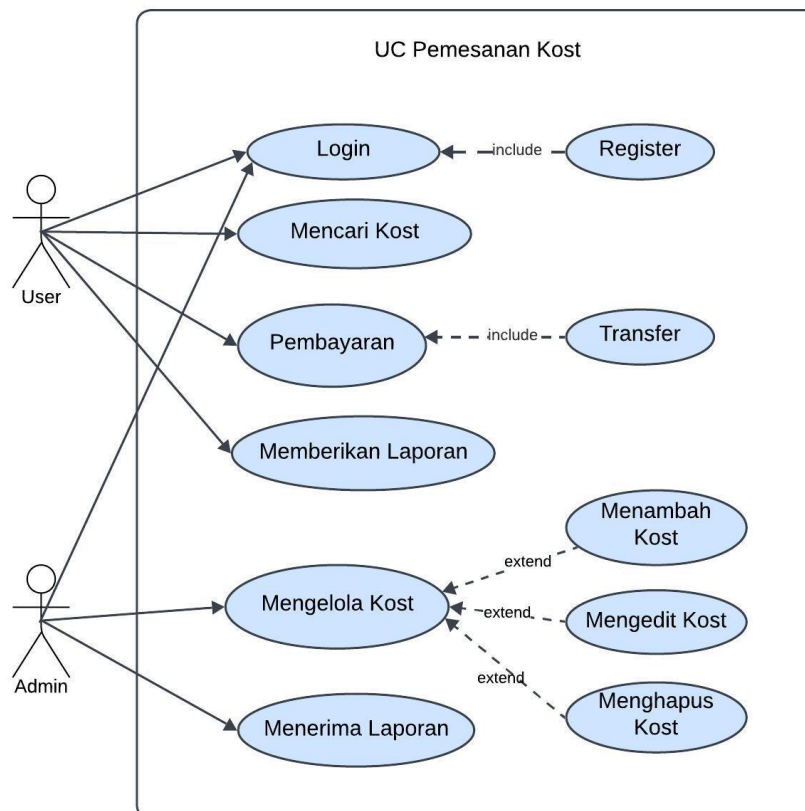 UC Pemesanan Kost
Login
include
Register
Mencari Kost
User
Pembayaran
include
Transfer
Memberikan Laporan
Menambah
Kost
extend
Mengelola Kost
extend
Mengedit Kost
Admin
extend
Menghapus
Kost
Menerima Laporan